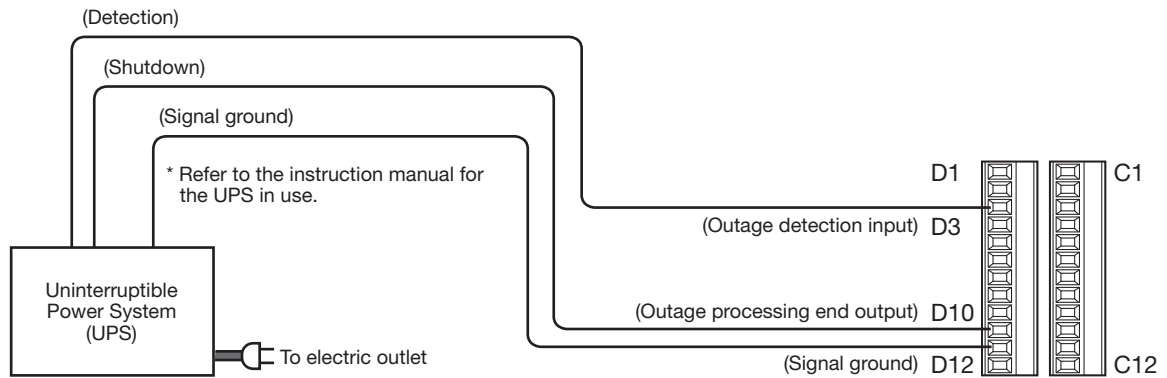 (Detection)
(Shutdown)
(Signal ground)
* Refer to the instruction manual for
the UPS in use.
D1
C1
(Outage detection input) D3
Uninterruptible
Power System
(UPS)
(Outage processing end output) D10
To electric outlet
(Signal ground) D12
C12